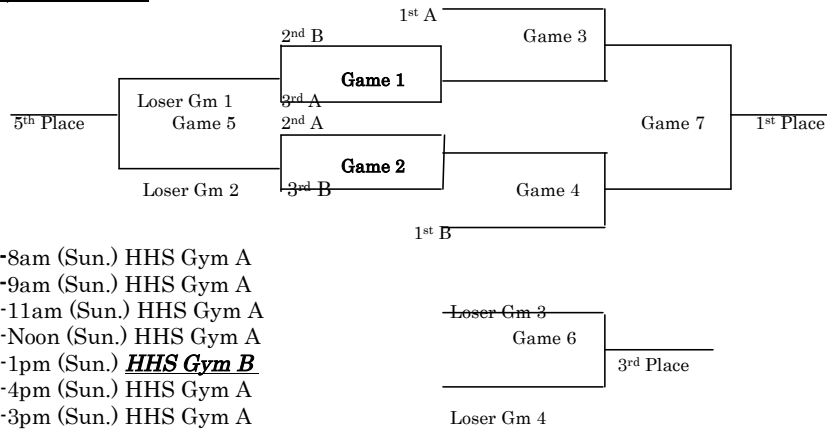 1st A
Game 3
2nd B
Game 1
Loser Gm 1
3rd A
5th Place
Game 5
2nd A
Game 7
1st Place
Game 2
Loser Gm 2
3rd B
Game 4
1st B
-8am (Sun.) HHS Gym A
-9am (Sun.) HHS Gym A
-11am (Sun.) HHS Gym A
-Noon (Sun.) HHS Gym A
-1pm (Sun.) HHS Gym B
-4pm (Sun.) HHS Gym A
-3pm (Sun.) HHS Gym A
Loser Gm 3
Game 6
3rd Place
Loser Gm 4